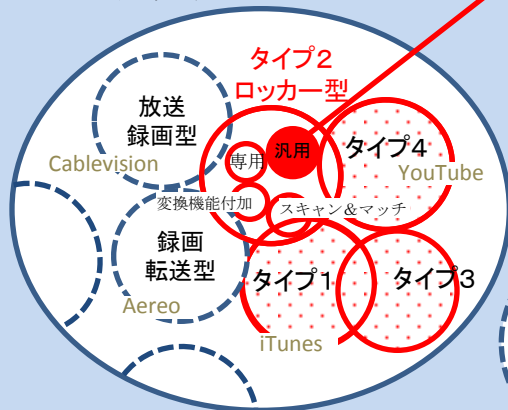 タイプ2
ロッカー型
放送
録画型
Cablevision
専用
汎用
タイプ4
YouTube
変換機能付加
スキャン＆マッチ
録画
転送型
Aereo
タイプ1
タイプ3
iTunes